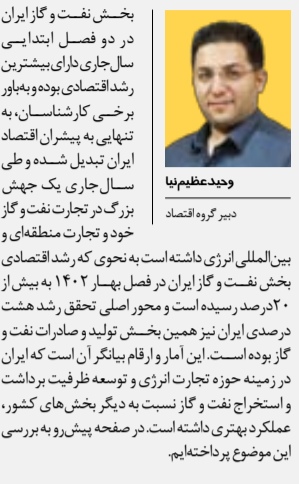 بخش نفت و گاز ایران
در دو فصل ابتدایی
سال جاری دارای بیشترین
رشد اقتصادی بوده و به باور
برخی کارشناسان، به
تنهایی به پیشران اقتصاد
ایران تبدیل شده و طی
سال جاری یک جهش
بزرگ در تجارت نفت و گاز
خود و تجارت منطقه‌ای و
وحید عظیم‌نیا
دبیر گروه اقتصاد
بین‌المللی انرژی داشته است به نحوی که رشد اقتصادی
بخش نفت و گاز ایران در فصل بهار ۱۴۰۲ به بیش از
۲۰درصد رسیده است و محور اصلی تحقق رشد هشت
درصدی ایران نیز همین بخش تولید و صادرات نفت و
گاز بوده است. این آمار و ارقام بیانگر آن است که ایران
در زمینه حوزه تجارت انرژی و توسعه ظرفیت برداشت
و استخراج نفت و گاز نسبت به دیگر بخش‌های کشور،
عملکرد بهتری داشته است. در صفحه پیش‌رو به بررسی
این موضوع پرداخته‌ایم.